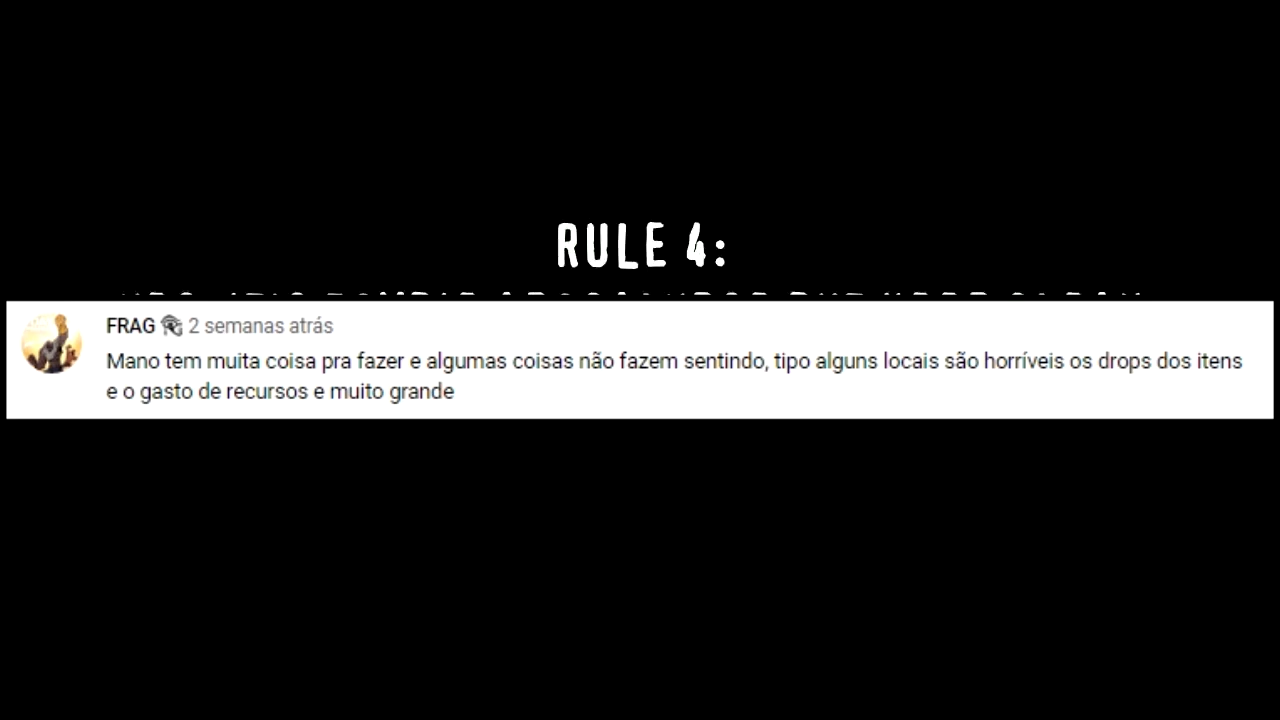 RULE 4:
FRAG 2 semanas atrás
Mano tem muita coisa pra fazer e algumas coisas não fazem sentindo, tipo alguns locais são horríveis os drops dos itens
e o gasto de recursos e muito grande